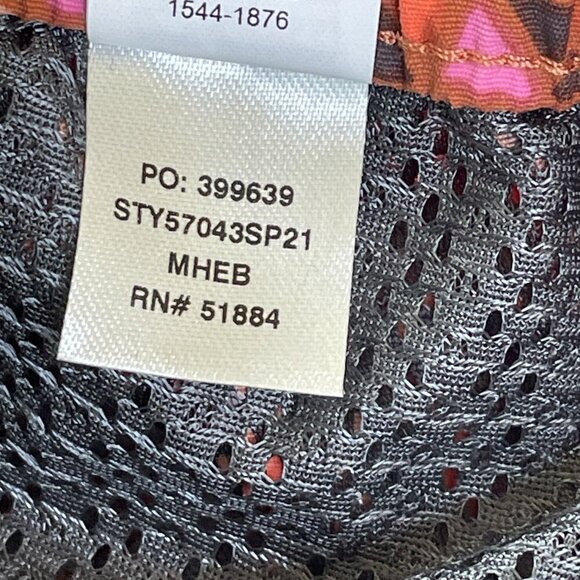 1544-1876
PO: 399639
STY57043SP21
MHEB
RN# 51884